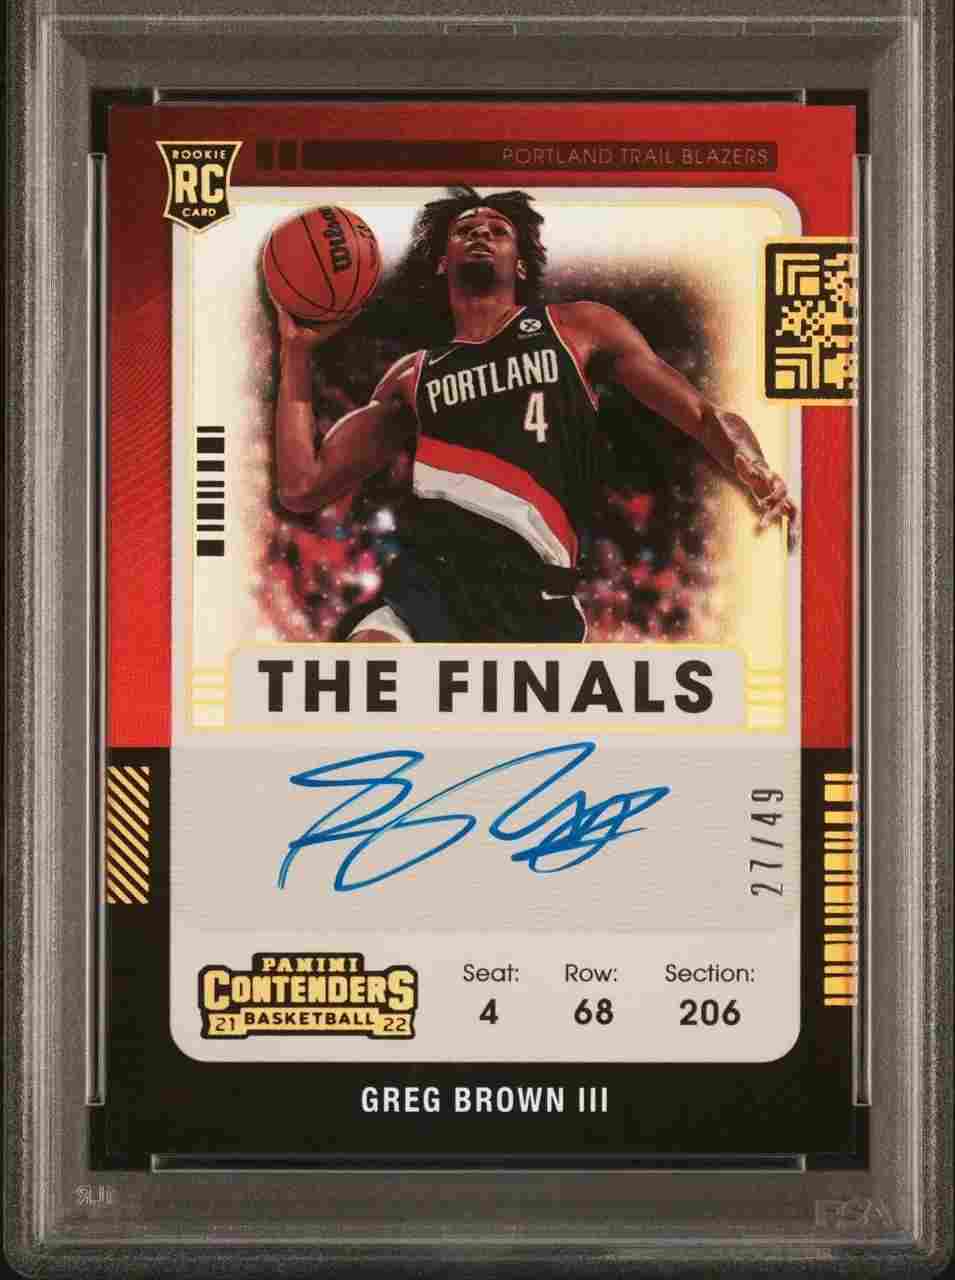 ROOKIE
RC
CARD
PORTLAND TRAIL BLAZERS
Wilson
PORTLAND
4
THE FINALS
27/49
PANINI
CONTENDERS
21 BASKETBALL 22
Seat: Row: Section:
4 68 206
GREG BROWN III
PSA